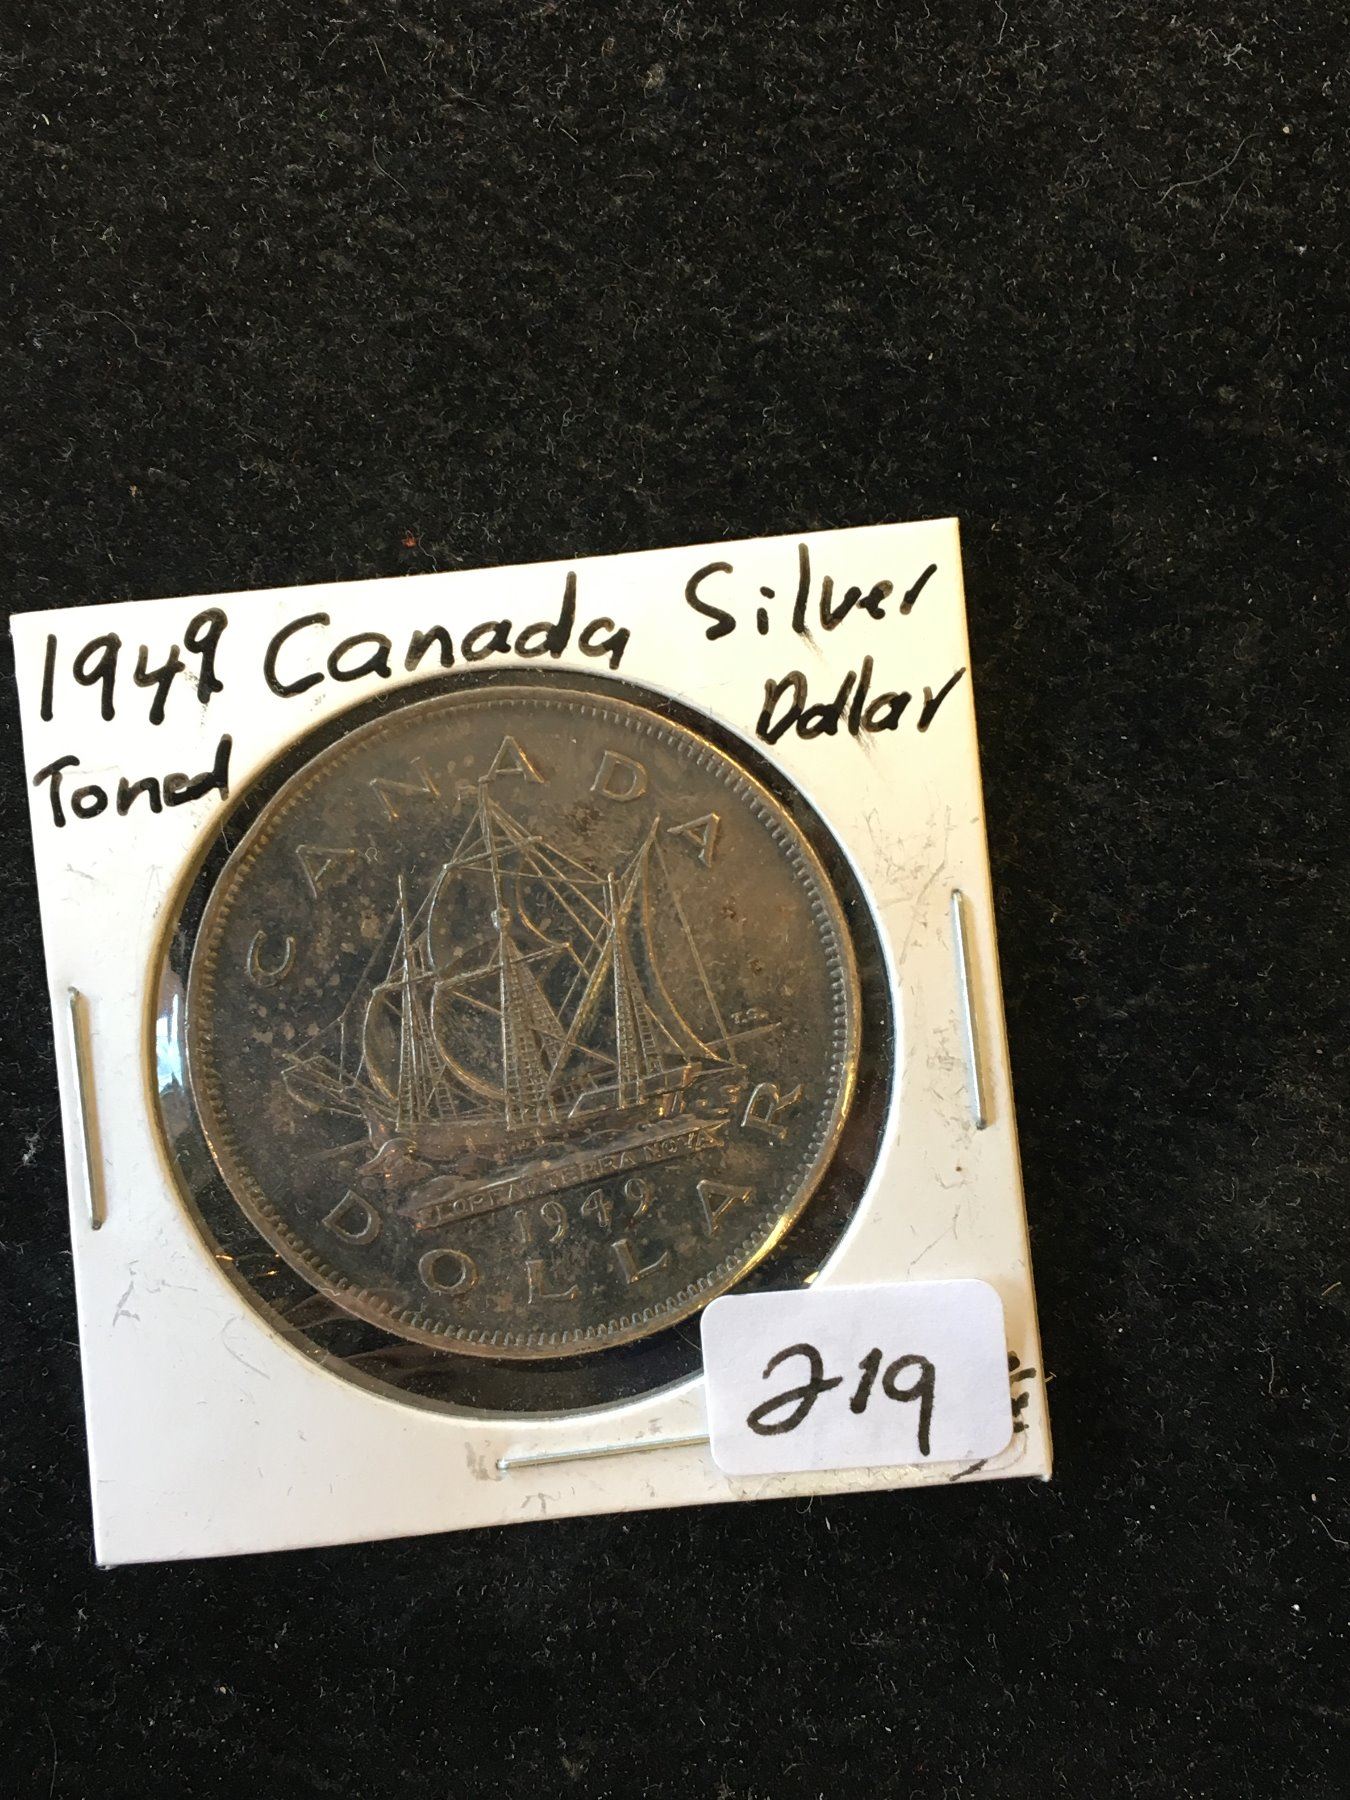 1949 Canada Silver
Toned Dollar
CANADA
T.S.
FLOREAT TERRA NOVA
1949
DOLLAR
219